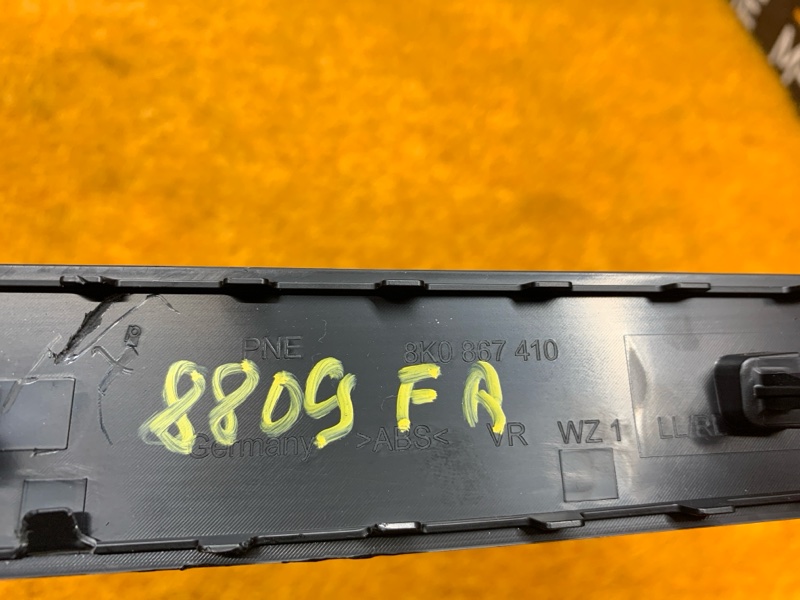 PNE 8K0 867 410
8809 FA
Germany >ABS< VR WZ 1